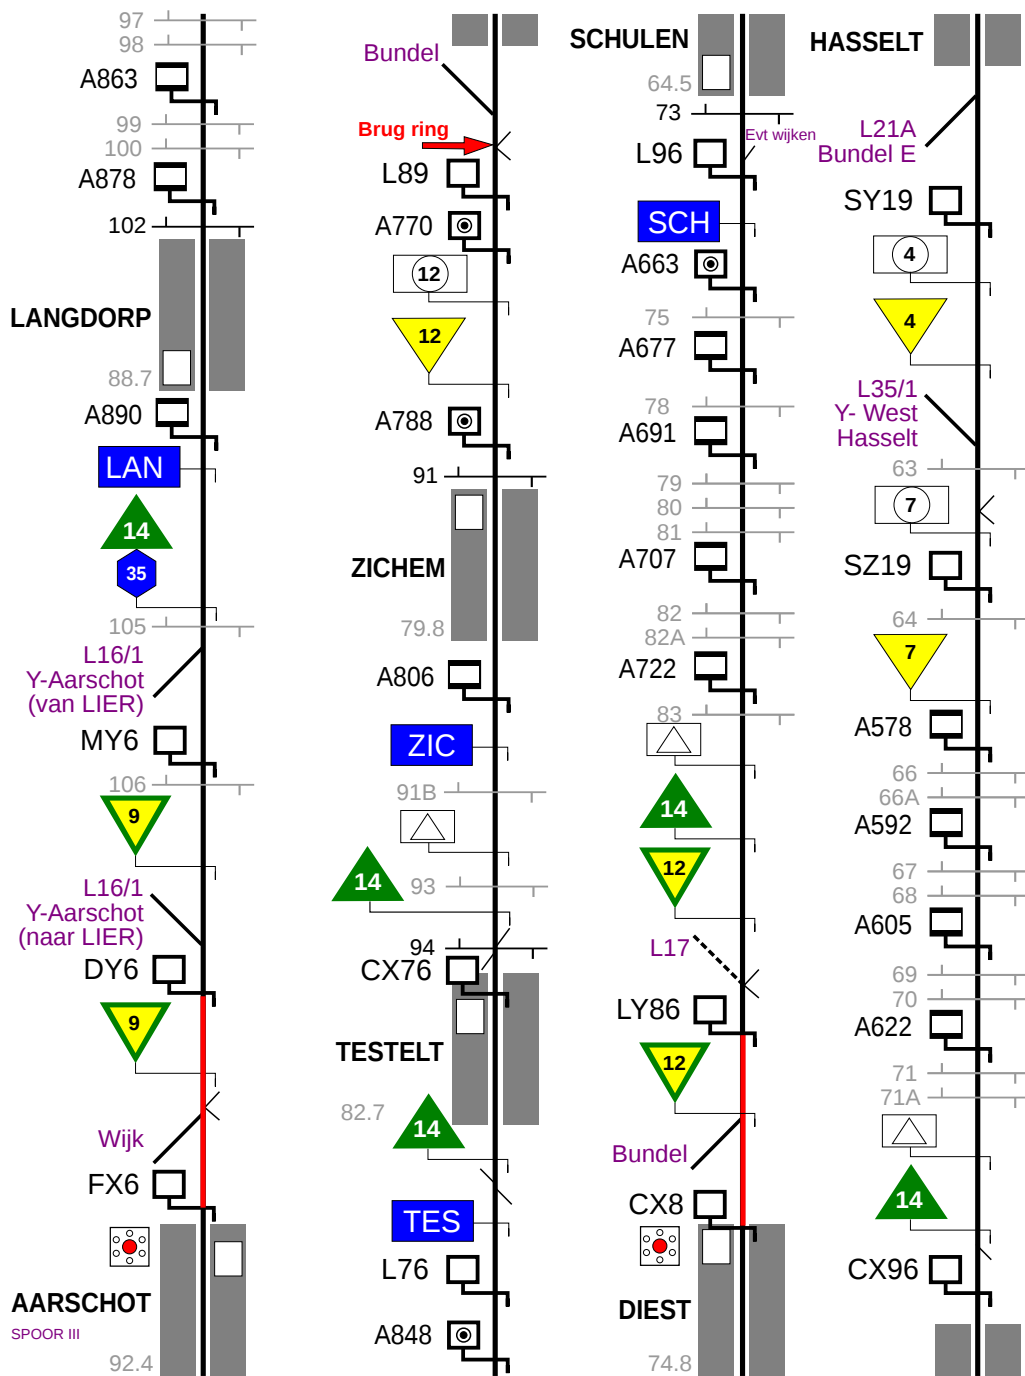 97
98
A863
99
100
A878
102
LANGDORP
88.7
A890
LAN
14
35
105
L16/1
Y-Aarschot
(van LIER)
MY6
106
9
L16/1
Y-Aarschot
(naar LIER)
DY6
9
Wijk
FX6
AARSCHOT
SPOOR III
92.4
Bundel
Brug ring
L89
A770
12
12
A788
91
ZICHEM
79.8
A806
ZIC
91B
14
93
94
CX76
TESTELT
82.7
14
TES
L76
A848
SCHULEN
64.5
73
Evt wijken
L96
SCH
A663
75
A677
78
A691
79
80
81
A707
82
82A
A722
83
14
12
L17
LY86
12
Bundel
CX8
DIEST
74.8
HASSELT
L21A
Bundel E
SY19
4
4
L35/1
Y- West
Hasselt
63
7
SZ19
64
7
A578
66
66A
A592
67
68
A605
69
70
A622
71
71A
14
CX96